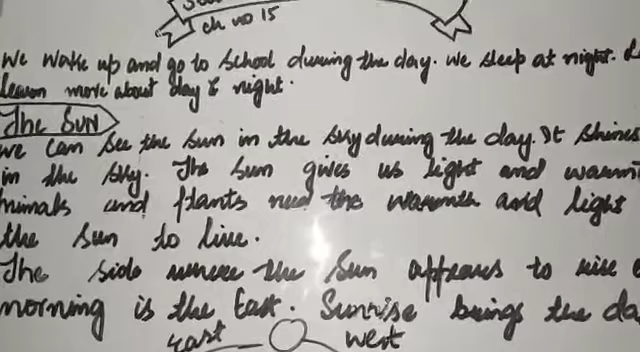 ch no 15
We wake up and go to school during the day. We sleep at night.
learn more about day & night.
The Sun
we can see the sun in the sky during the day. It shines
in the sky. The Sun gives us light and
and plants need the warmth and light
the sun to live.
The side where the Sun appears to rise
morning is the East. Sunrise brings the
East west